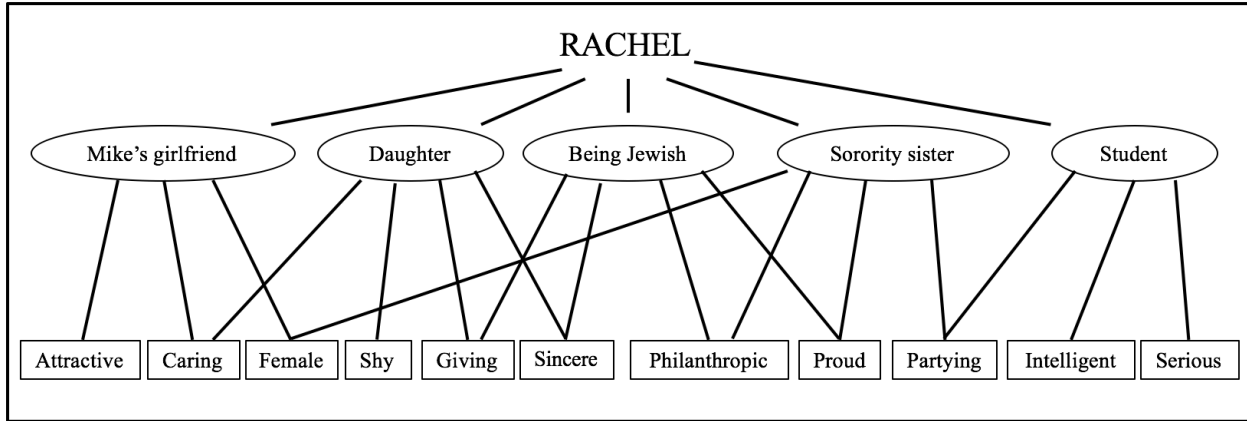 RACHEL
Mike’s girlfriend
Daughter
Being Jewish
Sorority sister
Student
Attractive
Caring
Female
Shy
Giving
Sincere
Philanthropic
Proud
Partying
Intelligent
Serious